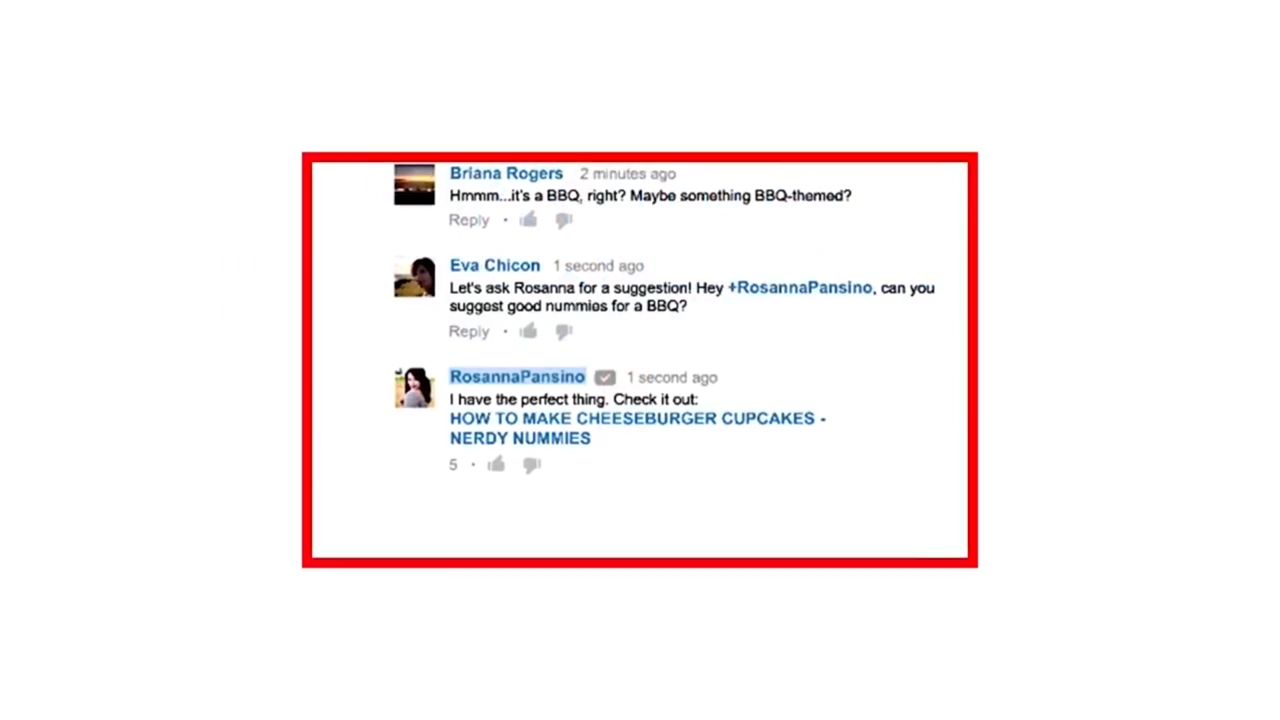 Briana Rogers 2 minutes ago
Hmmm...it's a BBQ, right? Maybe something BBQ-themed?
Reply •
Eva Chicon 1 second ago
Let's ask Rosanna for a suggestion! Hey +RosannaPansino, can you
suggest good nummies for a BBQ?
Reply •
RosannaPansino 1 second ago
I have the perfect thing. Check it out:
HOW TO MAKE CHEESEBURGER CUPCAKES -
NERDY NUMMIES
5 •